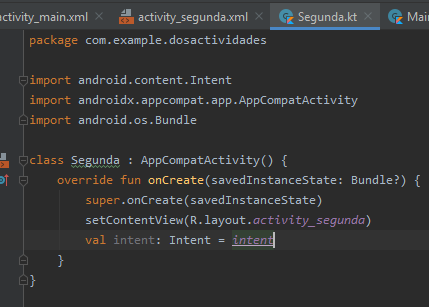 activity_main.xml activity_segunda.xml Segunda.kt Main
package com.example.dosactividades
import android.content.Intent
import androidx.appcompat.app.AppCompatActivity
import android.os.Bundle
class Segunda : AppCompatActivity() {
override fun onCreate(savedInstanceState: Bundle?) {
super.onCreate(savedInstanceState)
setContentView(R.layout.activity_segunda)
val intent: Intent = intent
}
}